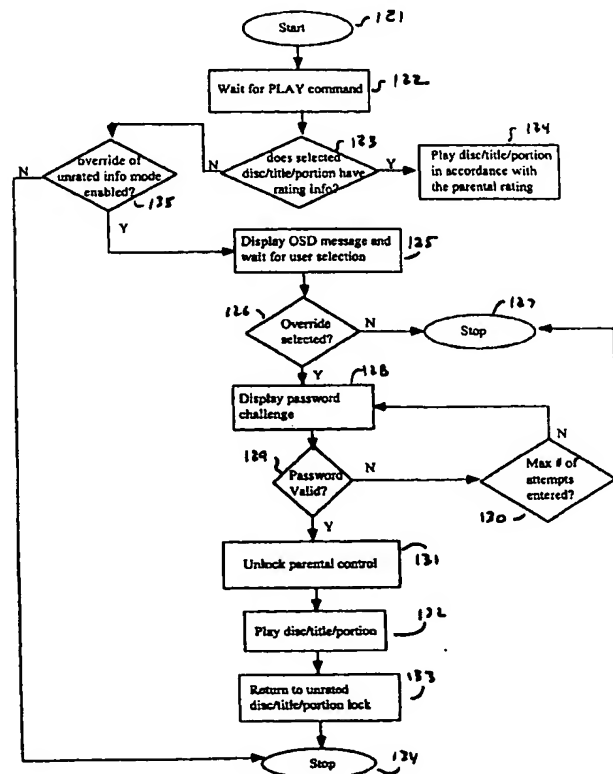 Start
121
Wait for PLAY command
122
123
does selected
disc/title/portion have
rating info?
N
Y
124
Play disc/title/portion
in accordance with
the parental rating
override of
unrated info mode
enabled?
135
N
Y
Display OSD message and
wait for user selection
125
126
Override
selected?
N
Y
127
Stop
128
Display password
challenge
129
Password
Valid?
N
Y
N
Max # of
attempts
entered?
130
Unlock parental control
131
Play disc/title/portion
132
Return to unrated
disc/title/portion lock
133
Stop
134